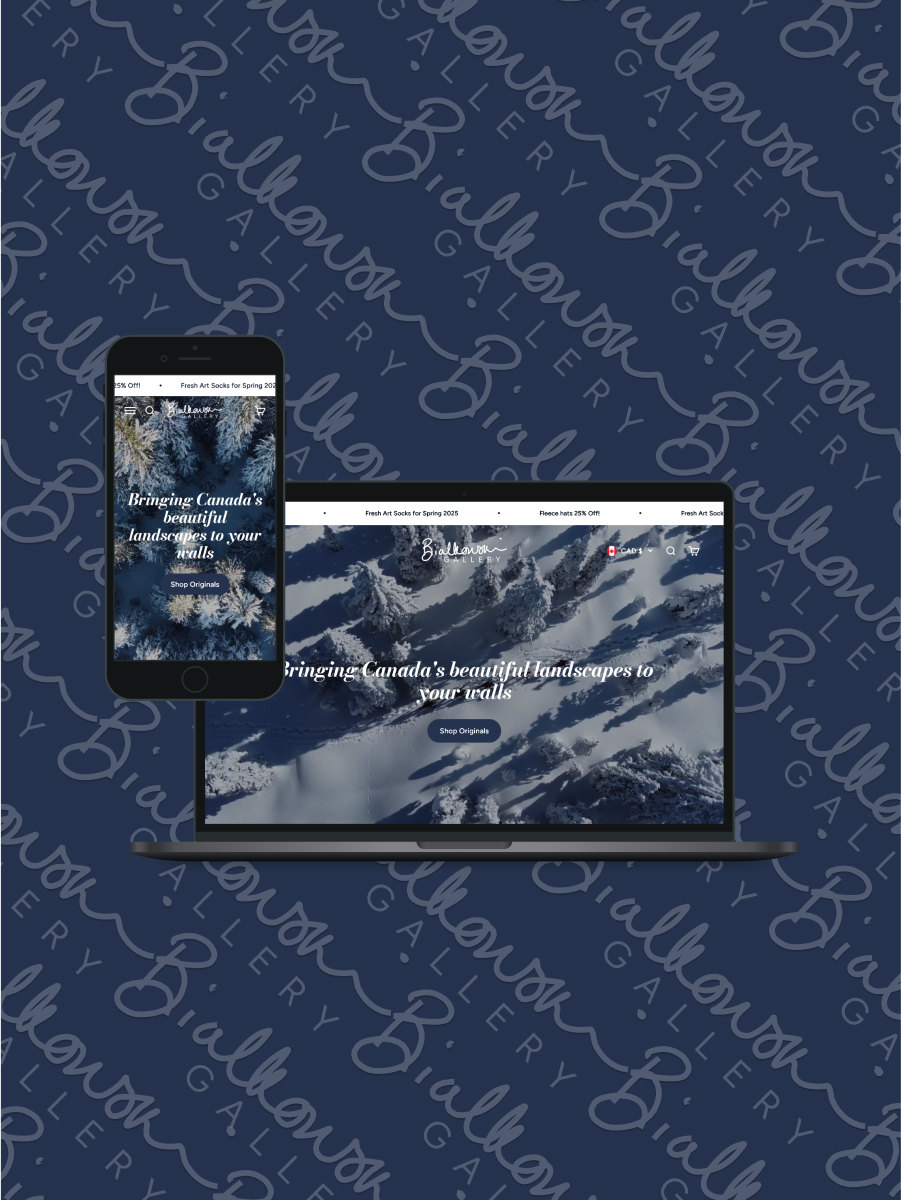 25% Off! • Fresh Art Socks for Spring 202
Bialkowski
GALLERY
Bringing Canada's
beautiful
landscapes to your
walls
Shop Originals
• Fresh Art Socks for Spring 2025 • Fleece hats 25% Off! • Fresh Art Sock
Bialkowski
GALLERY
CAD $
Bringing Canada's beautiful landscapes to
your walls
Shop Originals